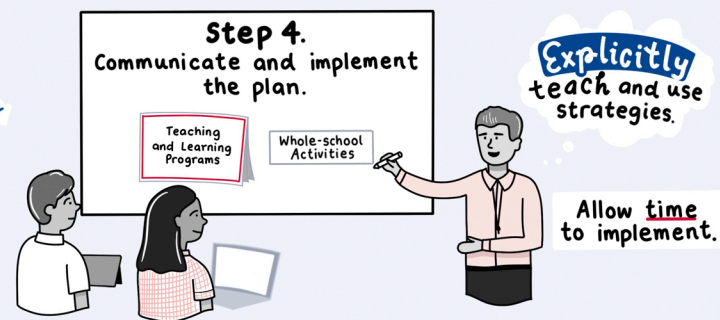 Step 4.
Communicate and implement
the plan.
Teaching
and Learning
Programs
Whole-school
Activities
Explicitly
teach and use
strategies.
Allow time
to implement.